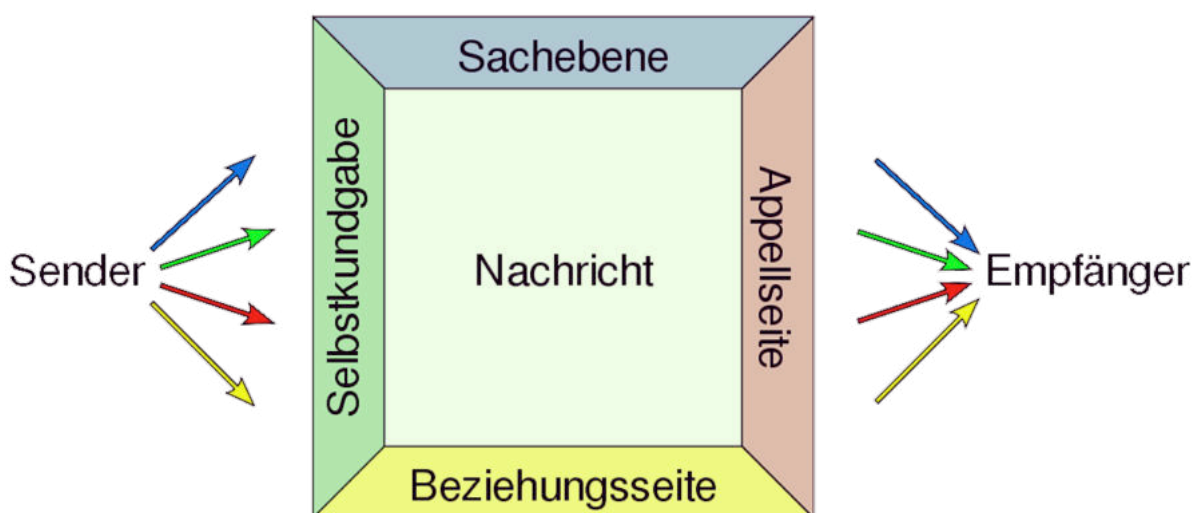 Sachebene
Selbstkundgabe
Appellseite
Sender
Nachricht
Empfänger
Beziehungsseite